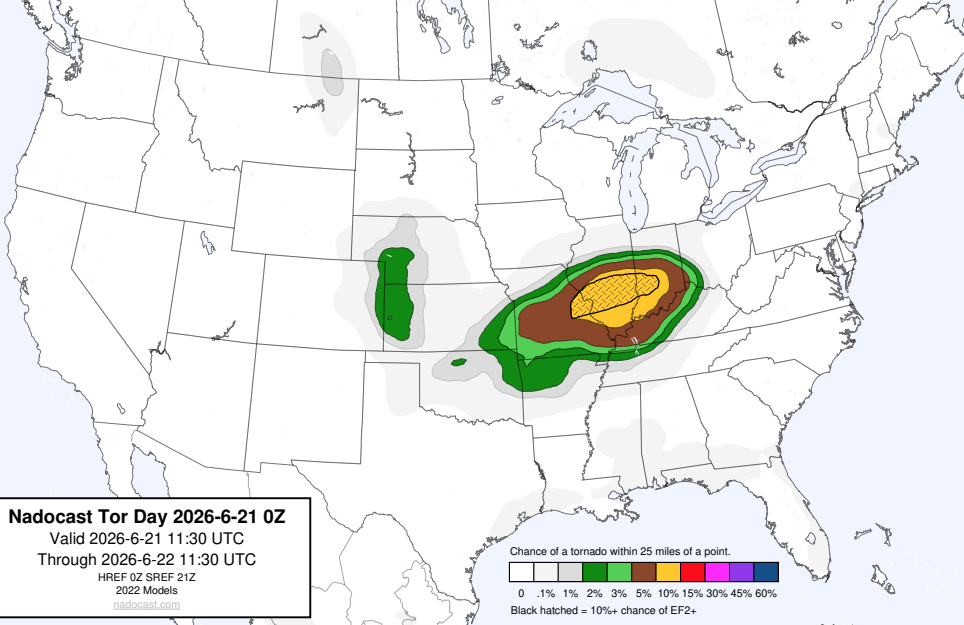 Nadocast Tor Day 2026-6-21 0Z
Valid 2026-6-21 11:30 UTC
Through 2026-6-22 11:30 UTC
HREF 0Z SREF 21Z
2022 Models
nadocast.com
Chance of a tornado within 25 miles of a point.
0 .1% 1% 2% 3% 5% 10% 15% 30% 45% 60%
Black hatched = 10%+ chance of EF2+